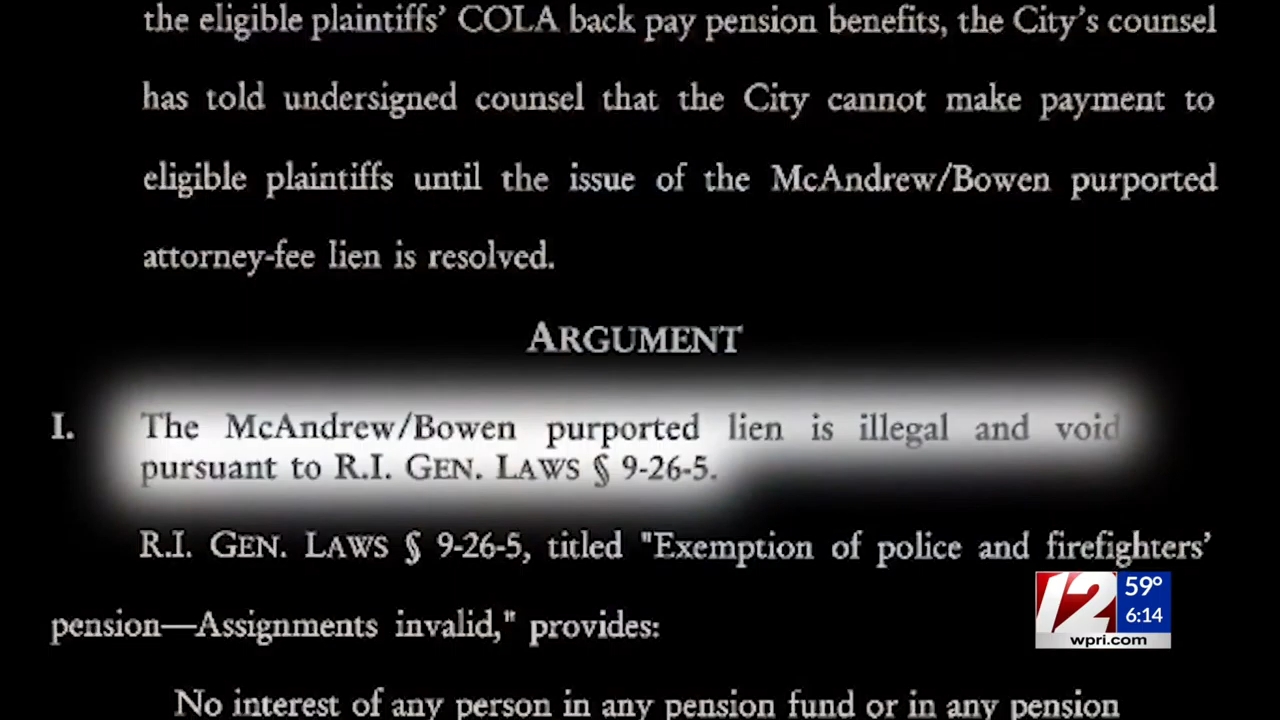 the eligible plaintiffs’ COLA back pay pension benefits, the City’s counsel
has told undersigned counsel that the City cannot make payment to
eligible plaintiffs until the issue of the McAndrew/Bowen purported
attorney-fee lien is resolved.
ARGUMENT
I. The McAndrew/Bowen purported lien is illegal and void
pursuant to R.I. GEN. LAWS § 9-26-5.
R.I. GEN. LAWS § 9-26-5, titled "Exemption of police and firefighters’
pension—Assignments invalid," provides:
No interest of any person in any pension fund or in any pension
12 59°
6:14
wpri.com